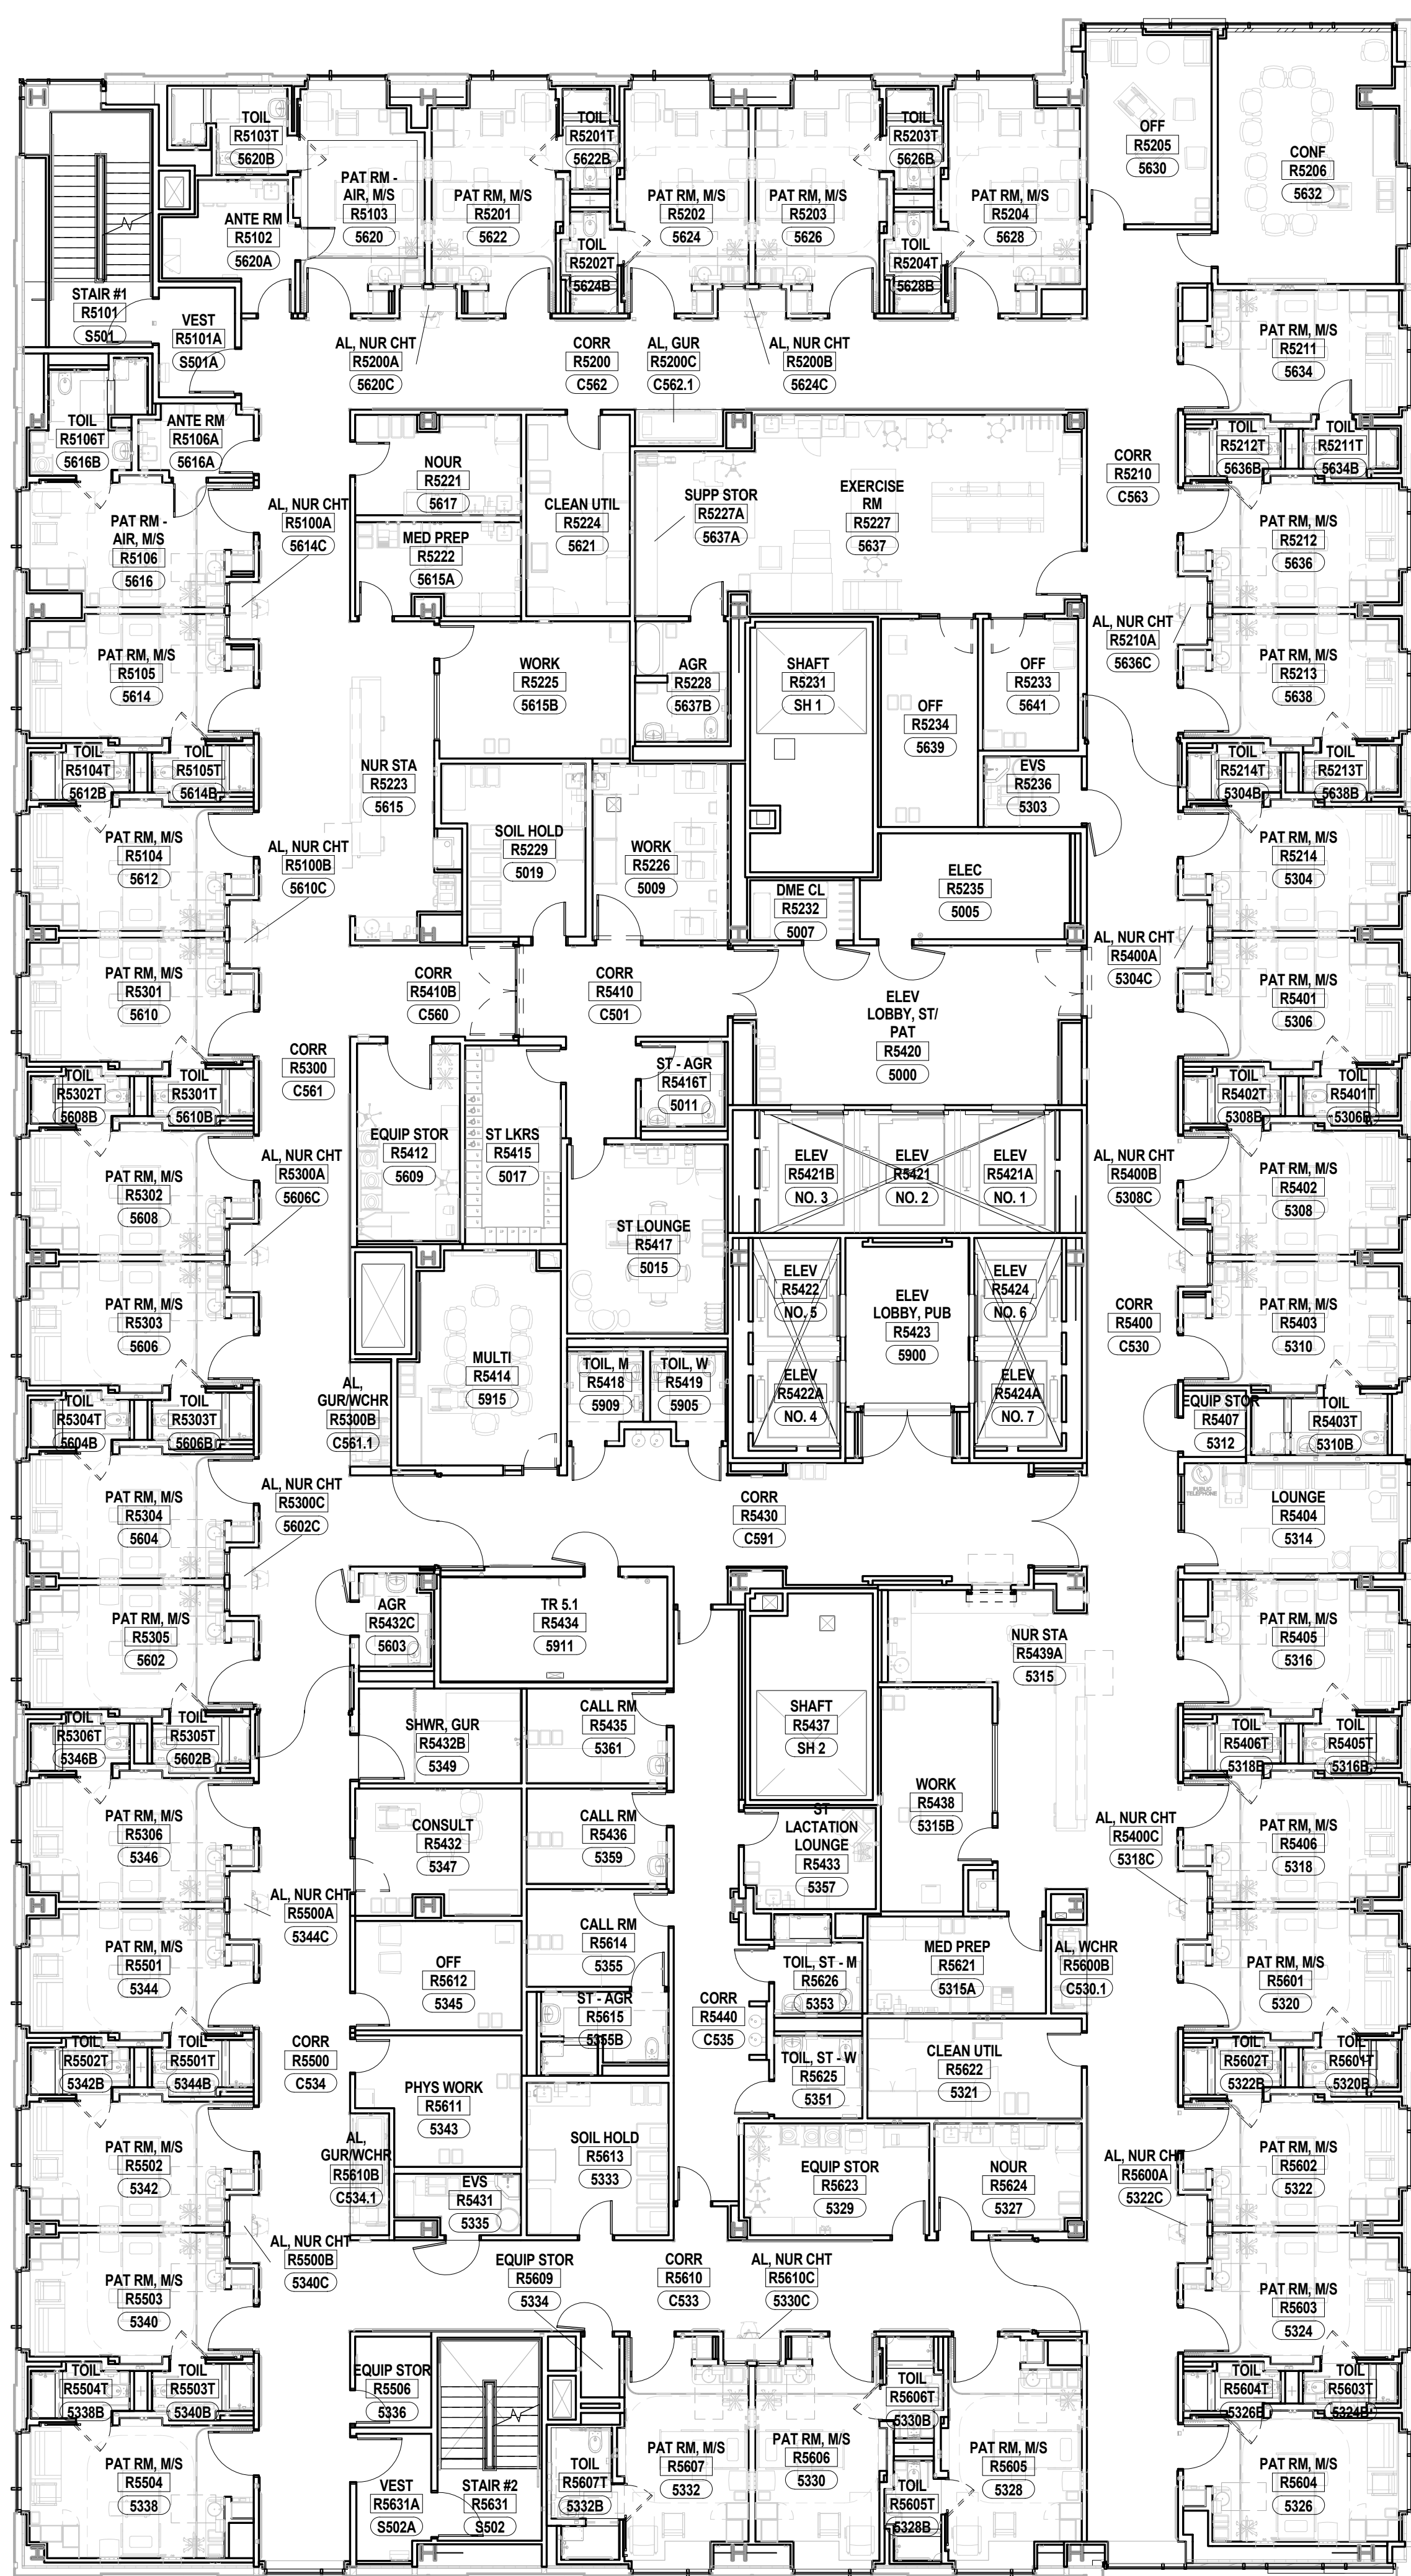 TOIL
R5103T
5620B
TOIL
R5201T
5622B
TOIL
R5203T
5626B
OFF
R5205
5630
CONF
R5206
5632
PAT RM -
AIR, M/S
R5103
5620
PAT RM, M/S
R5201
5622
PAT RM, M/S
R5202
5624
PAT RM, M/S
R5203
5626
PAT RM, M/S
R5204
5628
ANTE RM
R5102
5620A
TOIL
R5202T
5624B
TOIL
R5204T
5628B
STAIR #1
R5101
S501
VEST
R5101A
S501A
AL, NUR CHT
R5200A
5620C
CORR
R5200
C562
AL, GUR
R5200C
C562.1
AL, NUR CHT
R5200B
5624C
PAT RM, M/S
R5211
5634
TOIL
R5106T
5616B
ANTE RM
R5106A
5616A
NOUR
R5221
5617
CLEAN UTIL
R5224
5621
SUPP STOR
R5227A
5637A
EXERCISE
RM
R5227
5637
CORR
R5210
C563
TOIL
R5212T
5636B
TOIL
R5211T
5634B
AL, NUR CHT
R5100A
5614C
PAT RM -
AIR, M/S
R5106
5616
MED PREP
R5222
5615A
PAT RM, M/S
R5212
5636
AL, NUR CHT
R5210A
5636C
PAT RM, M/S
R5105
5614
WORK
R5225
5615B
AGR
R5228
5637B
SHAFT
R5231
SH 1
OFF
R5234
5639
OFF
R5233
5641
PAT RM, M/S
R5213
5638
TOIL
R5104T
5612B
TOIL
R5105T
5614B
NUR STA
R5223
5615
EVS
R5236
5303
TOIL
R5214T
5304B
TOIL
R5213T
5638B
PAT RM, M/S
R5104
5612
AL, NUR CHT
R5100B
5610C
SOIL HOLD
R5229
5019
WORK
R5226
5009
DME CL
R5232
5007
ELEC
R5235
5005
PAT RM, M/S
R5214
5304
AL, NUR CHT
R5400A
5304C
PAT RM, M/S
R5301
5610
CORR
R5410B
C560
CORR
R5410
C501
ELEV
LOBBY, ST/
PAT
R5420
5000
PAT RM, M/S
R5401
5306
CORR
R5300
C561
TOIL
R5302T
5608B
TOIL
R5301T
5610B
ST - AGR
R5416T
5011
TOIL
R5402T
5308B
TOIL
R5401T
5306B
PAT RM, M/S
R5302
5608
AL, NUR CHT
R5300A
5606C
EQUIP STOR
R5412
5609
ST LKRS
R5415
5017
ST LOUNGE
R5417
5015
ELEV
R5421B
NO. 3
ELEV
R5421
NO. 2
ELEV
R5421A
NO. 1
AL, NUR CHT
R5400B
5308C
PAT RM, M/S
R5402
5308
PAT RM, M/S
R5303
5606
ELEV
R5422
NO. 5
ELEV
LOBBY, PUB
R5423
5900
ELEV
R5424
NO. 6
CORR
R5400
C530
PAT RM, M/S
R5403
5310
MULTI
R5414
5915
AL,
GUR/WCHR
R5300B
C561.1
TOIL, M
R5418
5909
TOIL, W
R5419
5905
ELEV
R5422A
NO. 4
ELEV
R5424A
NO. 7
TOIL
R5304T
5604B
TOIL
R5303T
5606B
EQUIP STOR
R5407
5312
TOIL
R5403T
5310B
PAT RM, M/S
R5304
5604
AL, NUR CHT
R5300C
5602C
CORR
R5430
C591
PUBLIC
TELEPHONE
LOUNGE
R5404
5314
PAT RM, M/S
R5305
5602
AGR
R5432C
5603
TR 5.1
R5434
5911
NUR STA
R5439A
5315
PAT RM, M/S
R5405
5316
TOIL
R5306T
5346B
TOIL
R5305T
5602B
SHWR, GUR
R5432B
5349
CALL RM
R5435
5361
SHAFT
R5437
SH 2
TOIL
R5406T
5318B
TOIL
R5405T
5316B
PAT RM, M/S
R5306
5346
CONSULT
R5432
5347
CALL RM
R5436
5359
ST
LACTATION
LOUNGE
R5433
5357
WORK
R5438
5315B
AL, NUR CHT
R5400C
5318C
PAT RM, M/S
R5406
5318
AL, NUR CHT
R5500A
5344C
PAT RM, M/S
R5501
5344
OFF
R5612
5345
CALL RM
R5614
5355
TOIL, ST - M
R5626
5353
MED PREP
R5621
5315A
AL, WCHR
R5600B
C530.1
PAT RM, M/S
R5601
5320
ST - AGR
R5615
5355B
CORR
R5440
C535
CORR
R5500
C534
TOIL
R5502T
5342B
TOIL
R5501T
5344B
TOIL, ST - W
R5625
5351
CLEAN UTIL
R5622
5321
TOIL
R5602T
5322B
TOIL
R5601T
5320B
PHYS WORK
R5611
5343
PAT RM, M/S
R5502
5342
AL,
GUR/WCHR
R5610B
C534.1
SOIL HOLD
R5613
5333
EVS
R5431
5335
EQUIP STOR
R5623
5329
NOUR
R5624
5327
AL, NUR CHT
R5600A
5322C
PAT RM, M/S
R5602
5322
AL, NUR CHT
R5500B
5340C
PAT RM, M/S
R5503
5340
EQUIP STOR
R5609
5334
CORR
R5610
C533
AL, NUR CHT
R5610C
5330C
PAT RM, M/S
R5603
5324
TOIL
R5504T
5338B
TOIL
R5503T
5340B
EQUIP STOR
R5506
5336
TOIL
R5606T
5330B
TOIL
R5604T
5326B
TOIL
R5603T
5324B
PAT RM, M/S
R5504
5338
VEST
R5631A
S502A
STAIR #2
R5631
S502
TOIL
R5607T
5332B
PAT RM, M/S
R5607
5332
PAT RM, M/S
R5606
5330
TOIL
R5605T
5328B
PAT RM, M/S
R5605
5328
PAT RM, M/S
R5604
5326